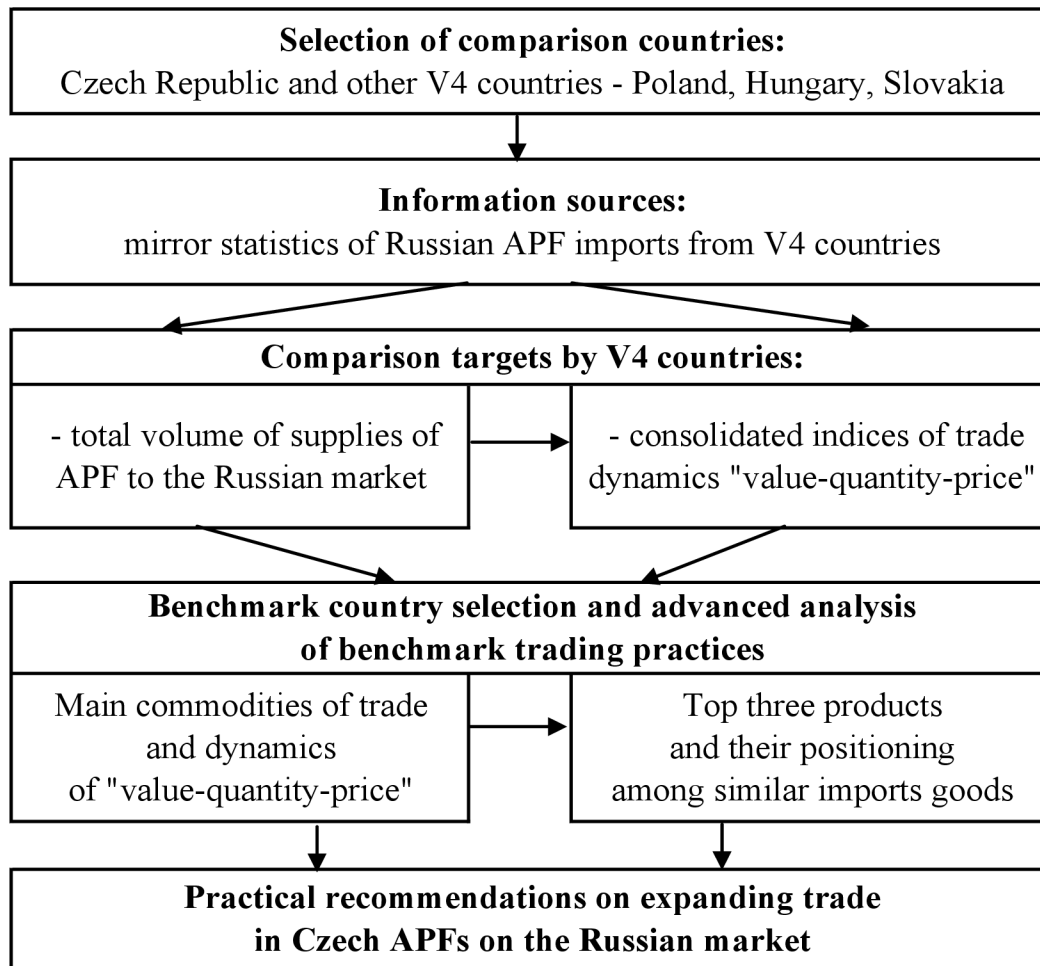 Selection of comparison countries:
Czech Republic and other V4 countries - Poland, Hungary, Slovakia
Information sources:
mirror statistics of Russian APF imports from V4 countries
Comparison targets by V4 countries:
- total volume of supplies of
APF to the Russian market
- consolidated indices of trade
dynamics "value-quantity-price"
Benchmark country selection and advanced analysis
of benchmark trading practices
Main commodities of trade
and dynamics
of "value-quantity-price"
Top three products
and their positioning
among similar imports goods
Practical recommendations on expanding trade
in Czech APFs on the Russian market